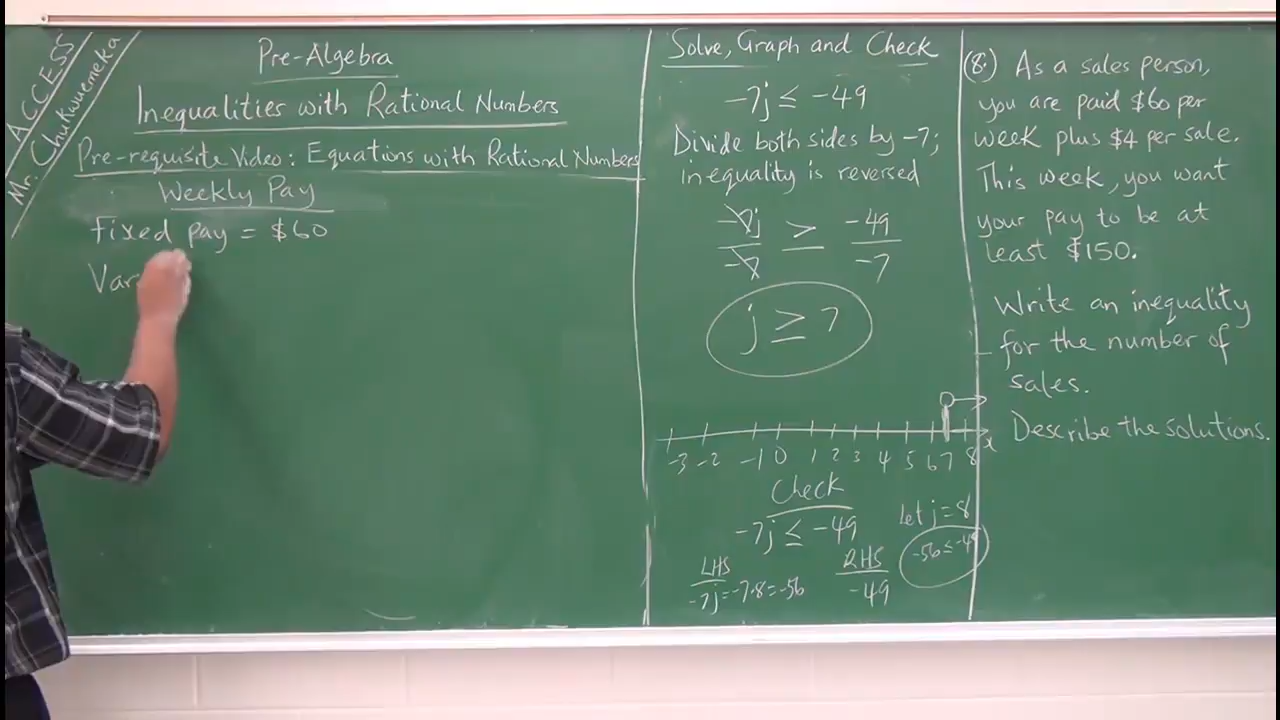 ACCESS
Mr. Chukwuemeka
Pre-Algebra
Inequalities with Rational Numbers
Pre-requisite Video: Equations with Rational Numbers
Weekly Pay
Fixed pay = $60
Var
Solve, Graph and Check
-7j ≤ -49
Divide both sides by -7;
inequality is reversed
-7j/-7 ≥ -49/-7
j ≥ 7
-3 -2 -1 0 1 2 3 4 5 6 7 8 x
Check
-7j ≤ -49
Let j = 8
-56 ≤ -49
LHS
-7j = -7·8 = -56
RHS
-49
(8.) As a sales person,
you are paid $60 per
week plus $4 per sale.
This week, you want
your pay to be at
least $150.
Write an inequality
for the number of
sales.
Describe the solutions.